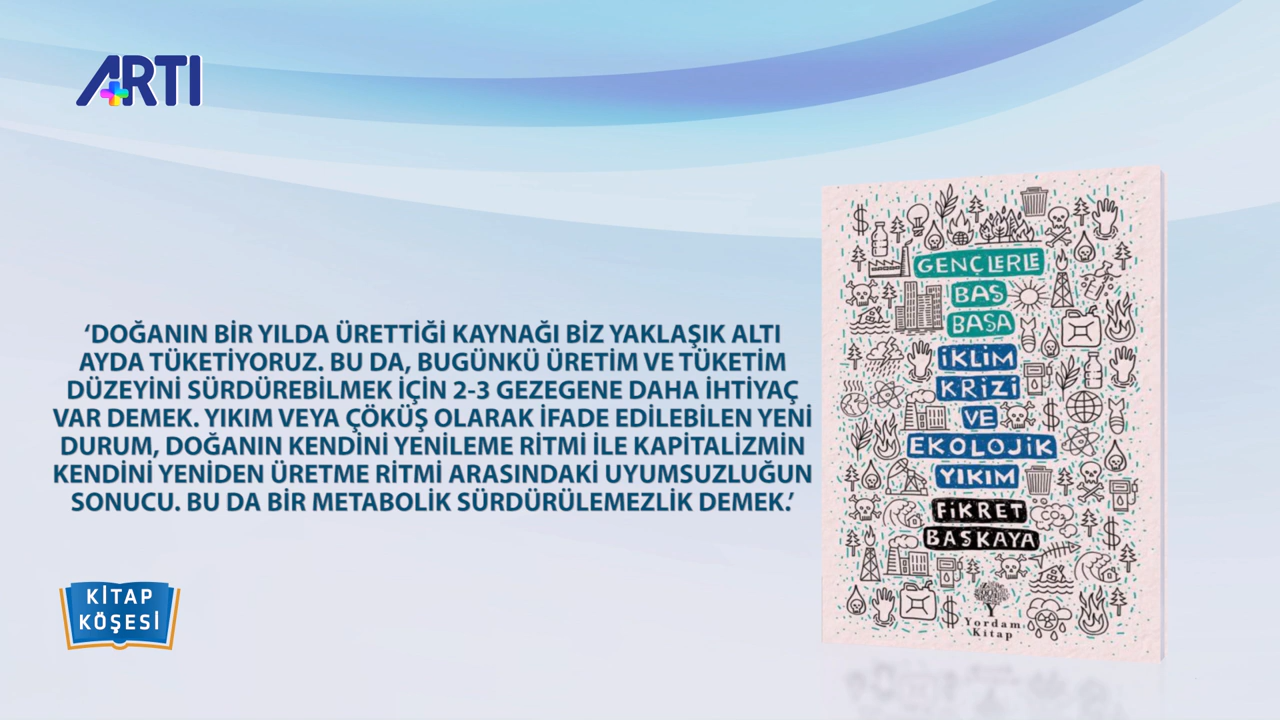 ARTI
‘DOĞANIN BİR YILDA ÜRETTİĞİ KAYNAĞI BİZ YAKLAŞIK ALTI
AYDA TÜKETİYORUZ. BU DA, BUGÜNKÜ ÜRETİM VE TÜKETİM
DÜZEYİNİ SÜRDÜREBİLMEK İÇİN 2-3 GEZEGENE DAHA İHTİYAÇ
VAR DEMEK. YIKIM VEYA ÇÖKÜŞ OLARAK İFADE EDİLEBİLEN YENİ
DURUM, DOĞANIN KENDİNİ YENİLEME RİTMİ İLE KAPİTALİZMİN
KENDİNİ YENİDEN ÜRETME RİTMİ ARASINDAKİ UYUMSUZLUĞUN
SONUCU. BU DA BİR METABOLİK SÜRDÜRÜLEMEZLİK DEMEK.’
KİTAP
KÖŞESİ
GENÇLERLE
BAŞ
BAŞA
İKLİM
KRİZİ
VE
EKOLOJİK
YIKIM
FİKRET
BAŞKAYA
Y
Yordam
Kitap